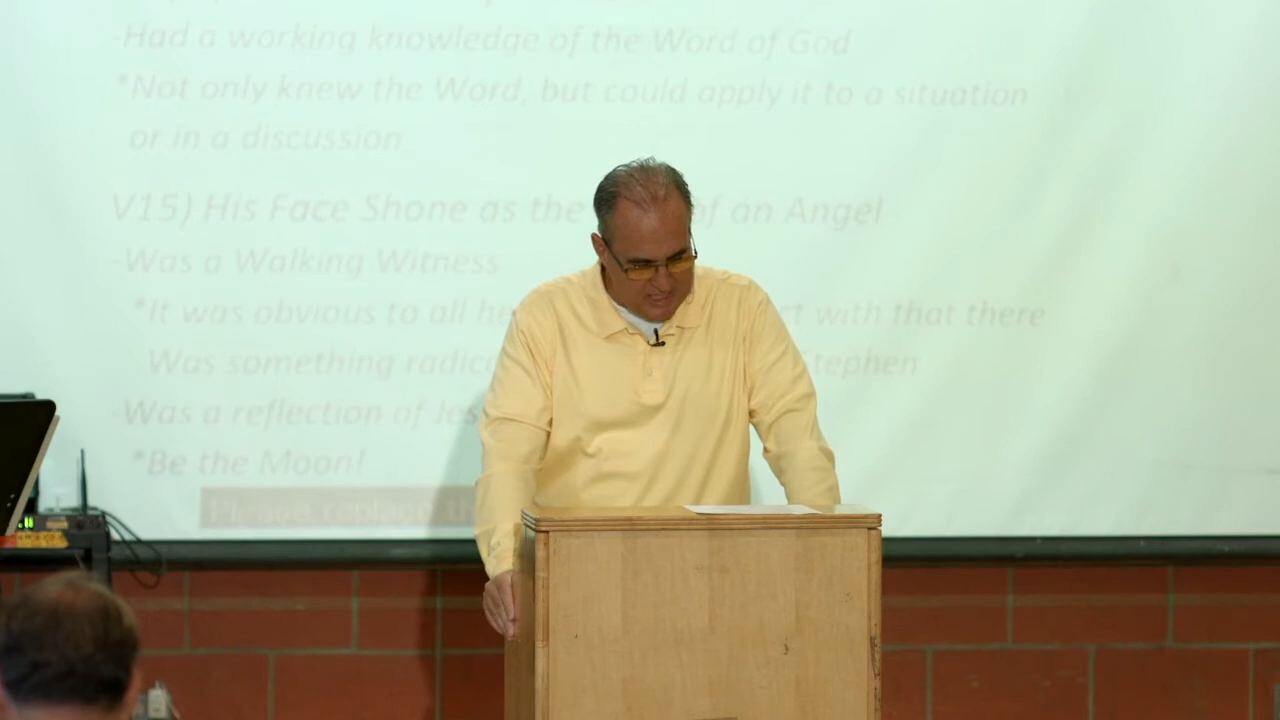 -Had a working knowledge of the Word of God
*Not only knew the Word, but could apply it to a situation
or in a discussion
V15) His Face Shone as the of an Angel
-Was a Walking Witness
*It was obvious to all he with that there
Was something
-Was a reflection of
*Be the Moon!